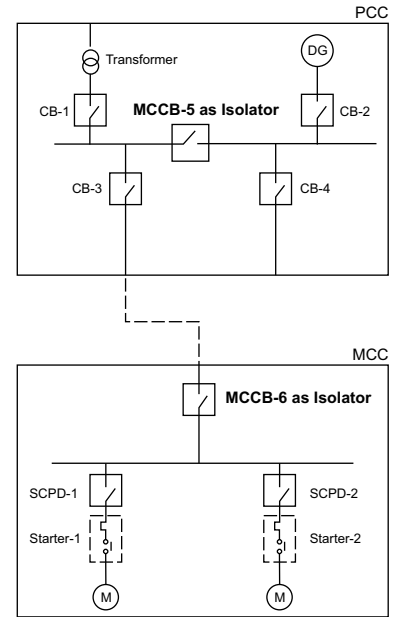 PCC
Transformer
DG
CB-1
MCCB-5 as Isolator
CB-2
CB-3
CB-4
MCC
MCCB-6 as Isolator
SCPD-1
SCPD-2
Starter-1
Starter-2
M
M